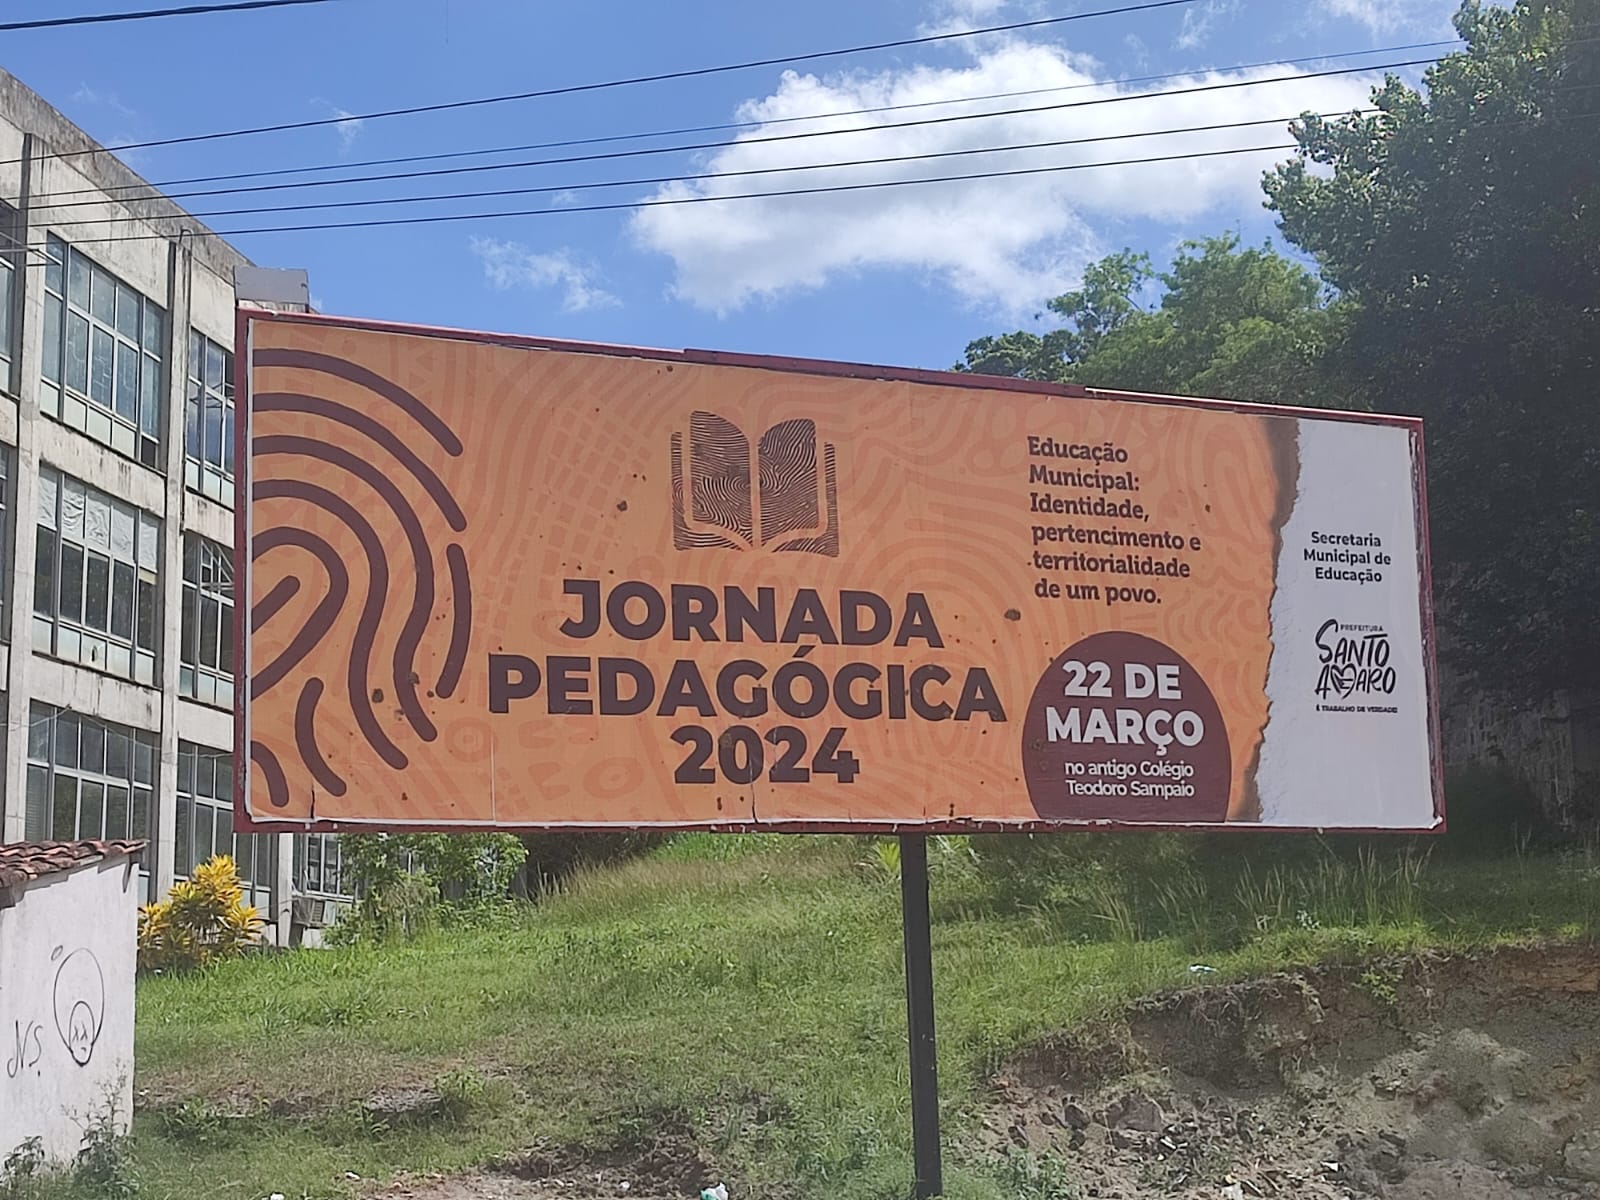 JORNADA
PEDAGÓGICA
2024
Educação
Municipal:
Identidade,
pertencimento e
territorialidade
de um povo.
22 DE
MARÇO
no antigo Colégio
Teodoro Sampaio
Secretaria
Municipal de
Educação
PREFEITURA
SANTO
AMARO
É TRABALHO DE VERDADE!
NS